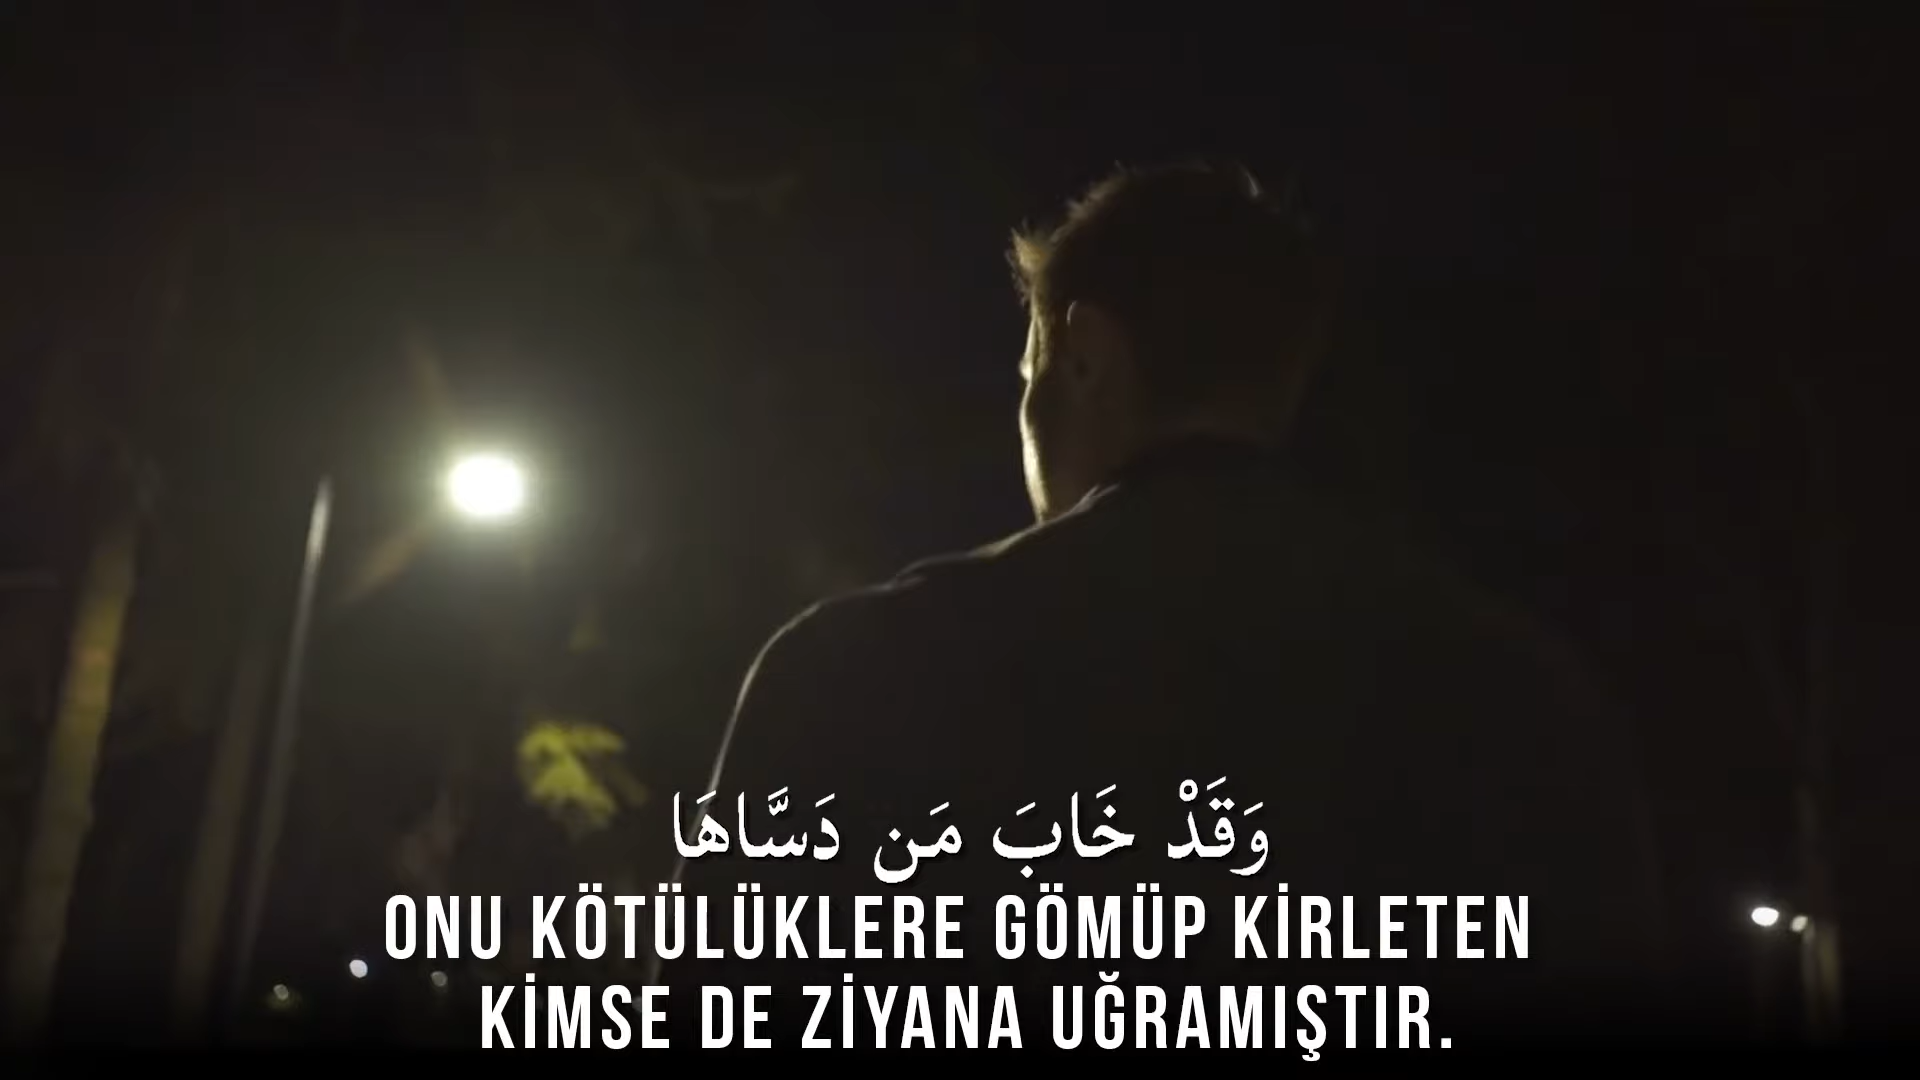 وَقَدْ خَابَ مَن دَسَّاهَا
ONU KÖTÜLÜKLERE GÖMÜP KİRLETEN
KİMSE DE ZİYANA UĞRAMIŞTIR.